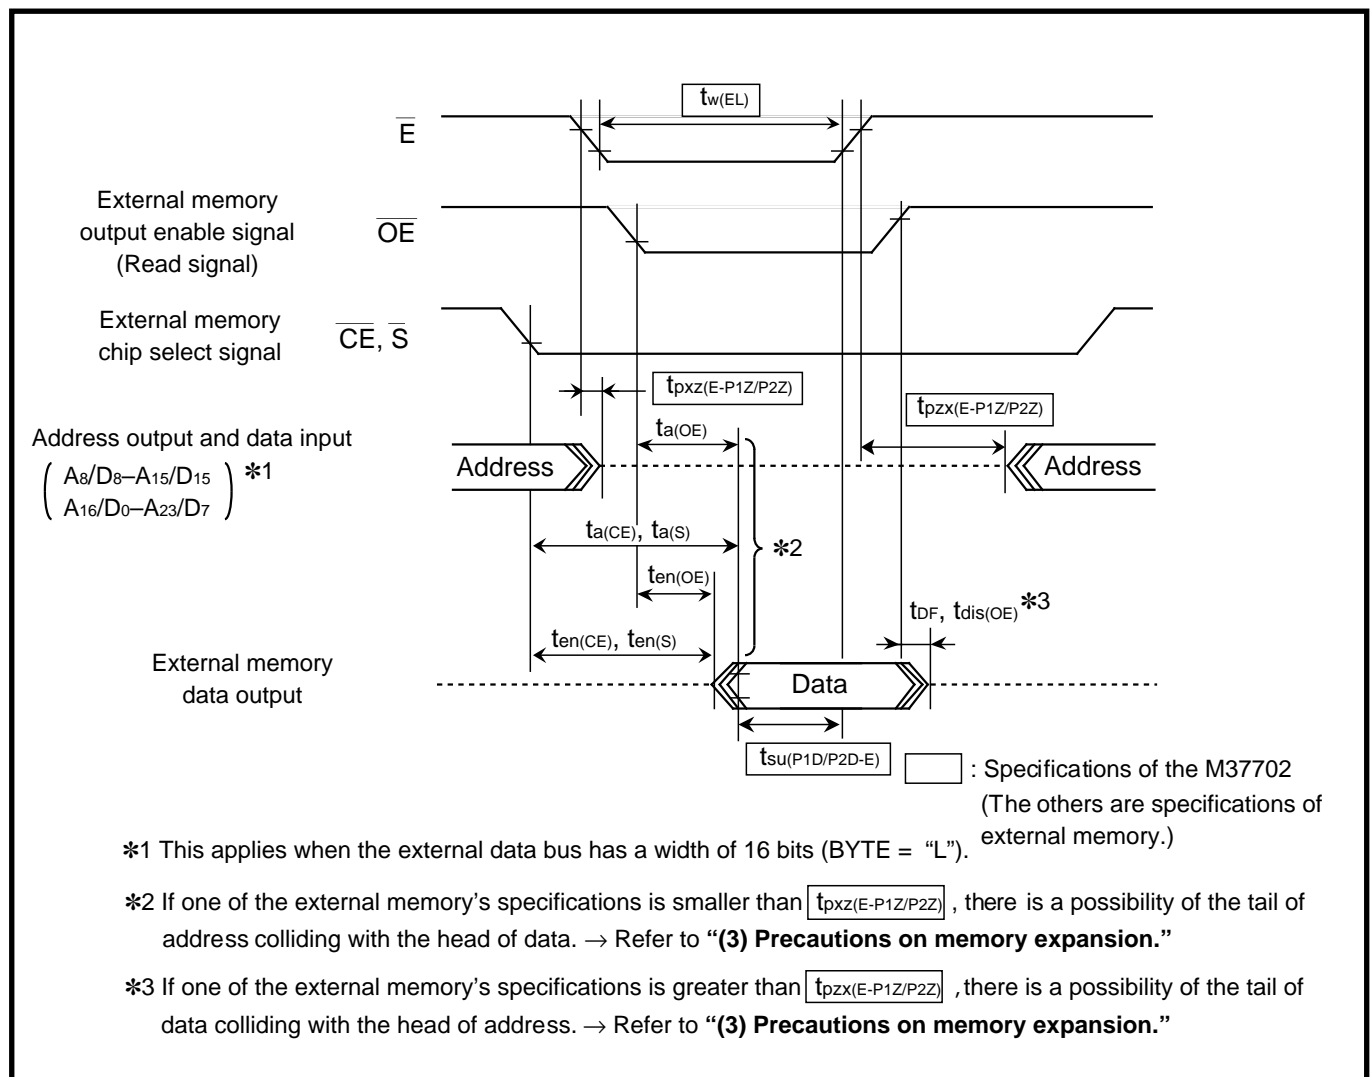 tw(EL)
E
External memory
output enable signal
(Read signal)
OE
External memory
chip select signal
CE, S
tpxz(E-P1Z/P2Z)
tpzx(E-P1Z/P2Z)
ta(OE)
Address output and data input
A8/D8–A15/D15
A16/D0–A23/D7
✽1
Address
Address
ta(CE), ta(S)
✽2
ten(OE)
tDF, tdis(OE)✽3
ten(CE), ten(S)
External memory
data output
Data
tsu(P1D/P2D-E)
: Specifications of the M37702
(The others are specifications of
external memory.)
✽1 This applies when the external data bus has a width of 16 bits (BYTE = “L”).
✽2 If one of the external memory’s specifications is smaller than tpxz(E-P1Z/P2Z) , there is a possibility of the tail of
address colliding with the head of data. → Refer to “(3) Precautions on memory expansion.”
✽3 If one of the external memory’s specifications is greater than tpzx(E-P1Z/P2Z) , there is a possibility of the tail of
data colliding with the head of address. → Refer to “(3) Precautions on memory expansion.”